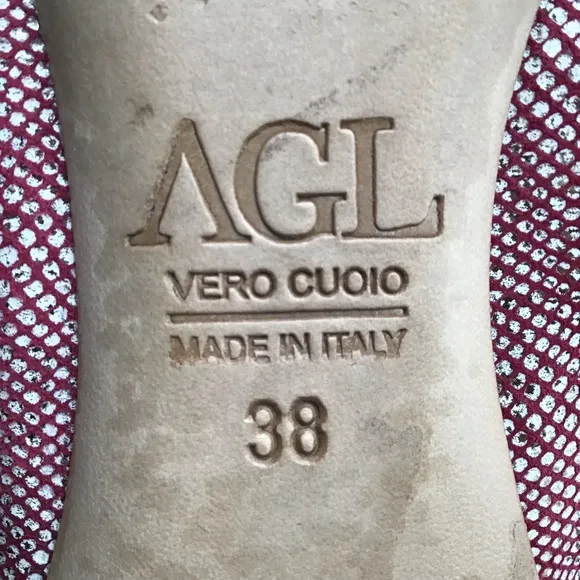 AGL
VERO CUOIO
MADE IN ITALY
38